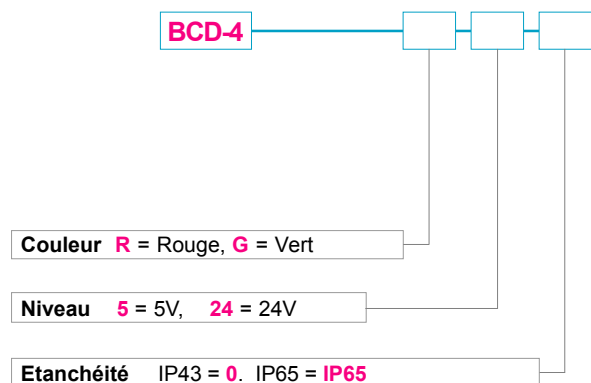 BCD-4
Couleur R = Rouge, G = Vert
Niveau 5 = 5V, 24 = 24V
Etanchéité IP43 = 0. IP65 = IP65